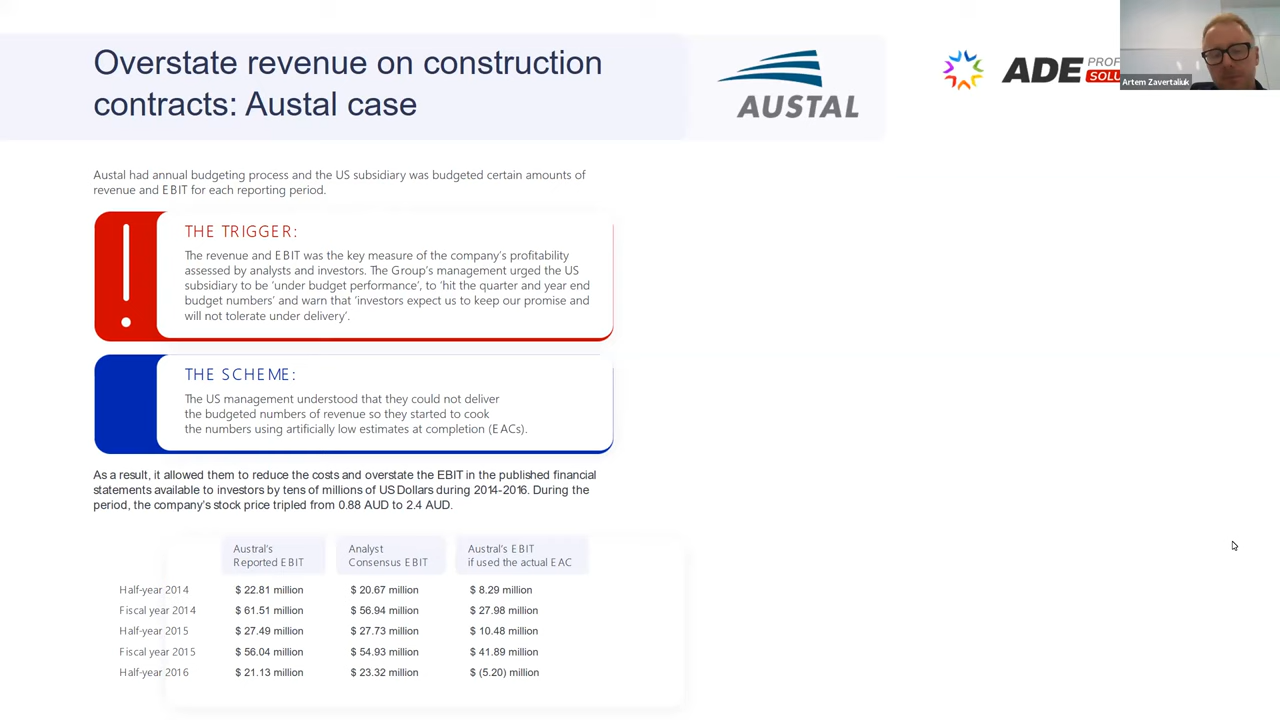 Overstate revenue on construction
contracts: Austal case
AUSTAL
ADE
SOLU
Artem Zavertaliuk
Austal had annual budgeting process and the US subsidiary was budgeted certain amounts of
revenue and EBIT for each reporting period.
THE TRIGGER:
The revenue and EBIT was the key measure of the company's profitability
assessed by analysts and investors. The Group's management urged the US
subsidiary to be 'under budget performance', to 'hit the quarter and year end
budget numbers' and warn that 'investors expect us to keep our promise and
will not tolerate under delivery'.
THE SCHEME:
The US management understood that they could not deliver
the budgeted numbers of revenue so they started to cook
the numbers using artificially low estimates at completion (EACs).
As a result, it allowed them to reduce the costs and overstate the EBIT in the published financial
statements available to investors by tens of millions of US Dollars during 2014-2016. During the
period, the company's stock price tripled from 0.88 AUD to 2.4 AUD.
Austral's Reported EBIT Analyst Consensus EBIT Austral's EBIT if used the actual EAC
Half-year 2014 $ 22.81 million $ 20.67 million $ 8.29 million
Fiscal year 2014 $ 61.51 million $ 56.94 million $ 27.98 million
Half-year 2015 $ 27.49 million $ 27.73 million $ 10.48 million
Fiscal year 2015 $ 56.04 million $ 54.93 million $ 41.89 million
Half-year 2016 $ 21.13 million $ 23.32 million $ (5.20) million